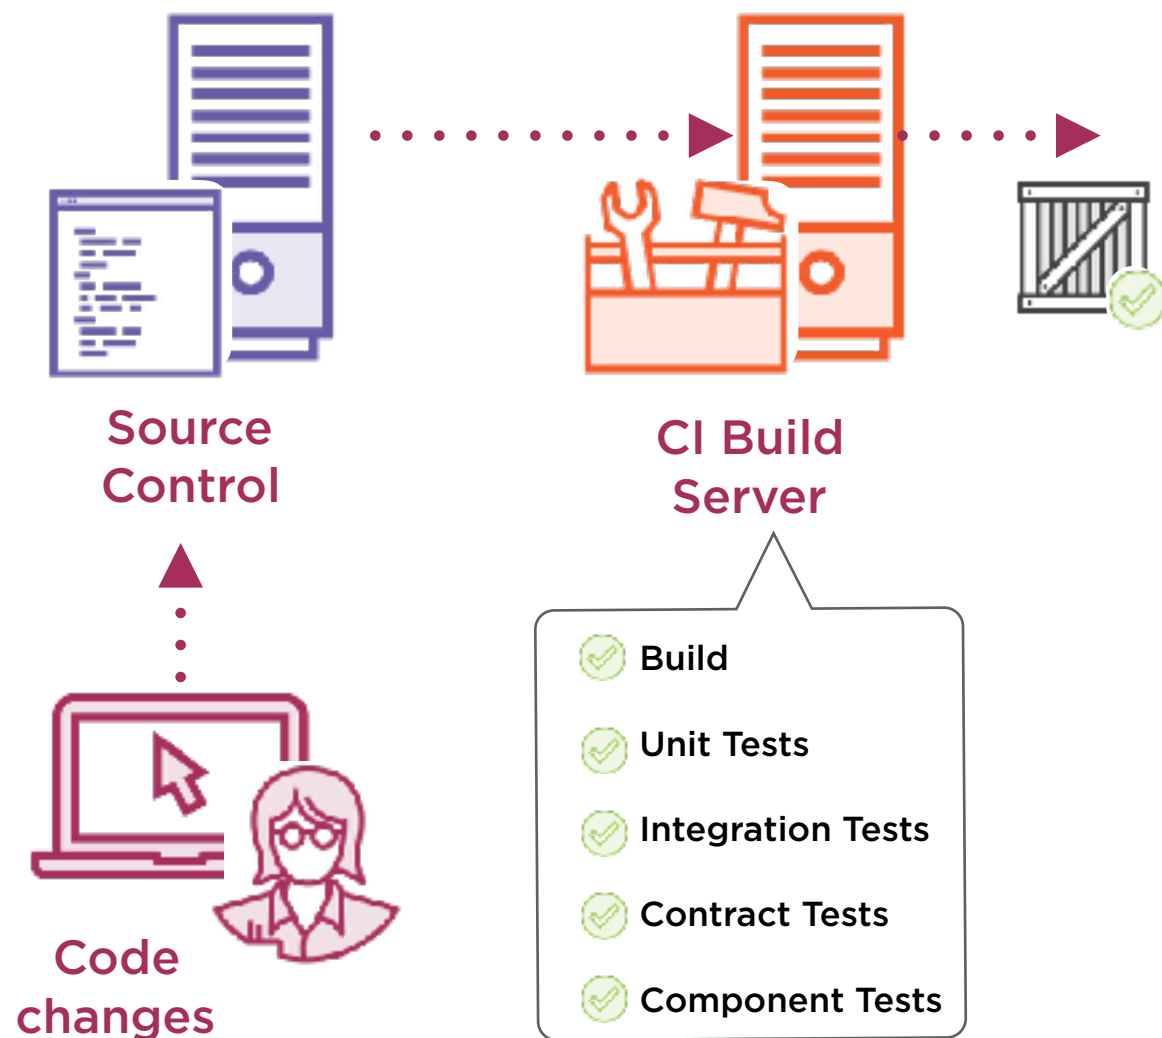 Source
Control
CI Build
Server
Build
Unit Tests
Integration Tests
Contract Tests
Component Tests
Code
changes